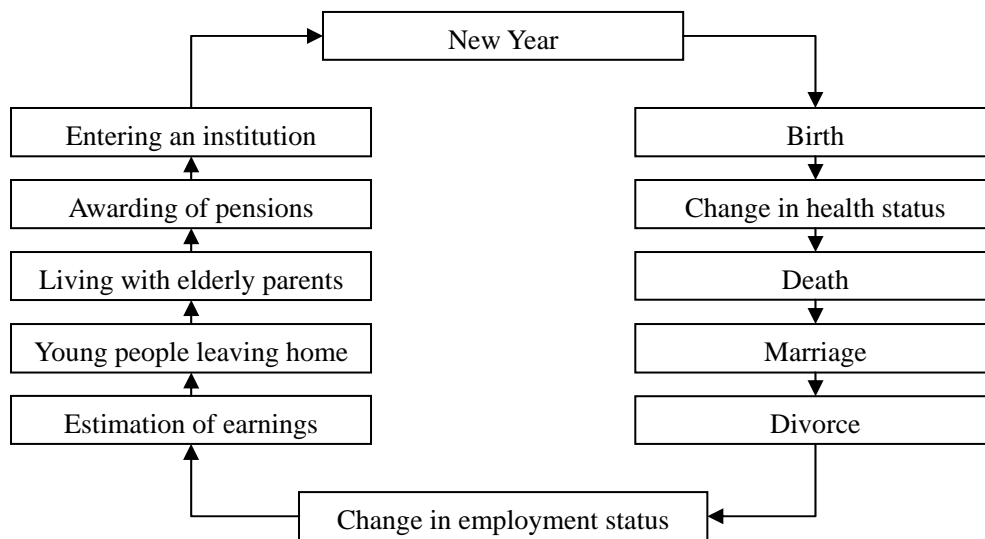 New Year
Entering an institution
Birth
Awarding of pensions
Change in health status
Living with elderly parents
Death
Young people leaving home
Marriage
Estimation of earnings
Divorce
Change in employment status